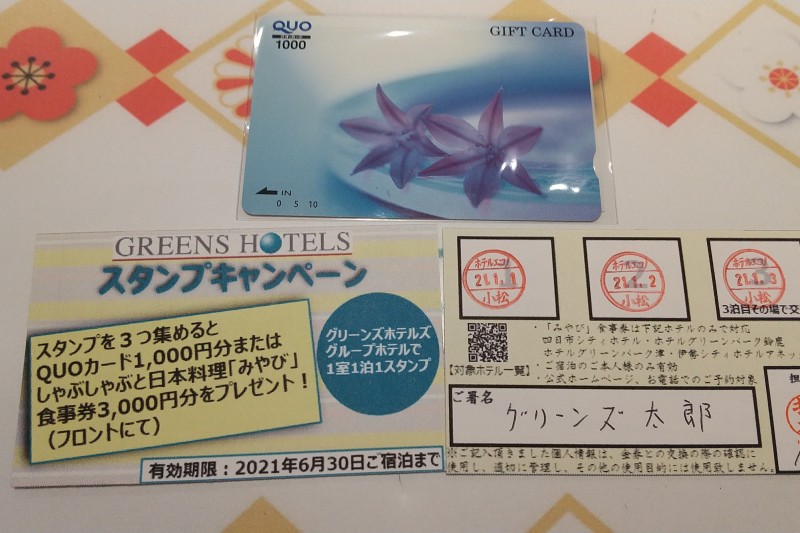 QUO
1000
GIFT CARD
IN
0 5 10
GREENS HOTELS
スタンプキャンペーン
スタンプを３つ集めると
QUOカード1,000円分または
しゃぶしゃぶと日本料理「みやび」
食事券3,000円分をプレゼント！
（フロントにて）
グリーンズホテルズ
グループホテルで
1室1泊1スタンプ
有効期限：2021年6月30日ご宿泊まで
ホテルエコノ
21.1.1
小松
ホテルエコノ
21.1.2
小松
ホテルエコノ
21.1.3
小松
3泊目その場で交
・「みやび」食事券は下記ホテルのみで対応
四日市シティホテル・ホテルグリーンパーク鈴鹿
ホテルグリーンパーク津・伊勢シティホテルアネッ
・ご宿泊のご本人様のみ有効
【対象ホテル一覧】
・公式ホームページ、お電話でのご予約対象
ご署名
グリーンズ 太郎
担
※ご記入頂きました個人情報は、金券との交換の際の確認に
使用し、適切に管理し、その他の使用目的には使用致しません。